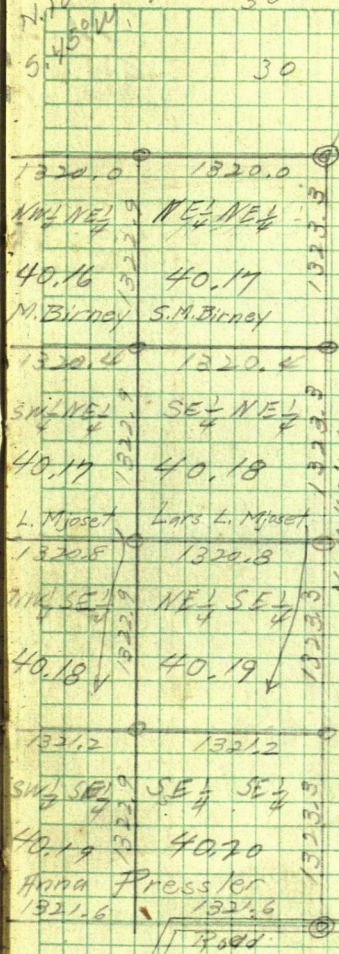 S. 45° W.
30
1320.0 1320.0
NW¼ NE¼ NE¼ NE¼
1322.9 1323.3
40.16 40.17
M. Birney S.M. Birney
1320.4 1320.4
SW¼ NE¼ SE¼ NE¼
1322.9 1323.3
40.17 40.18
L. Mjoset Lars L. Mjoset
1320.8 1320.8
NW¼ SE¼ NE¼ SE¼
1322.9 1323.3
40.18 40.19
1321.2 1321.2
SW¼ SE¼ SE¼ SE¼
1322.9 1323.3
40.19 40.20
Anna Pressler
1321.6 1321.6
Road